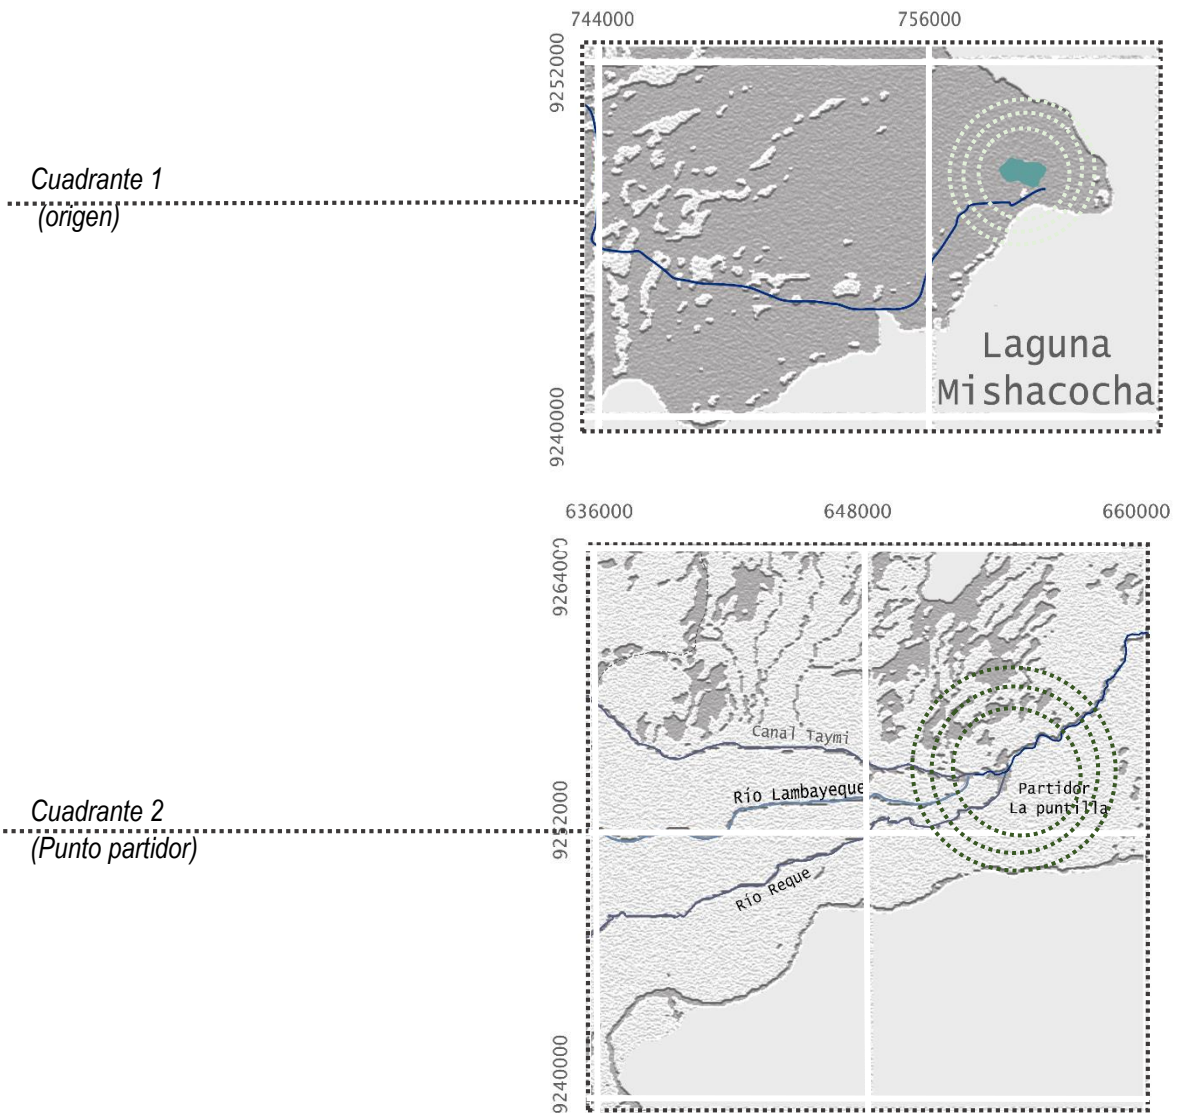 744000
756000
9252000
Cuadrante 1
(origen)
Laguna
Mishacocha
9240000
636000
648000
660000
9264000
Canal Taymi
Río Lambayeque
Partidor
La puntilla
Cuadrante 2
(Punto partidor)
9252000
Río Reque
9240000